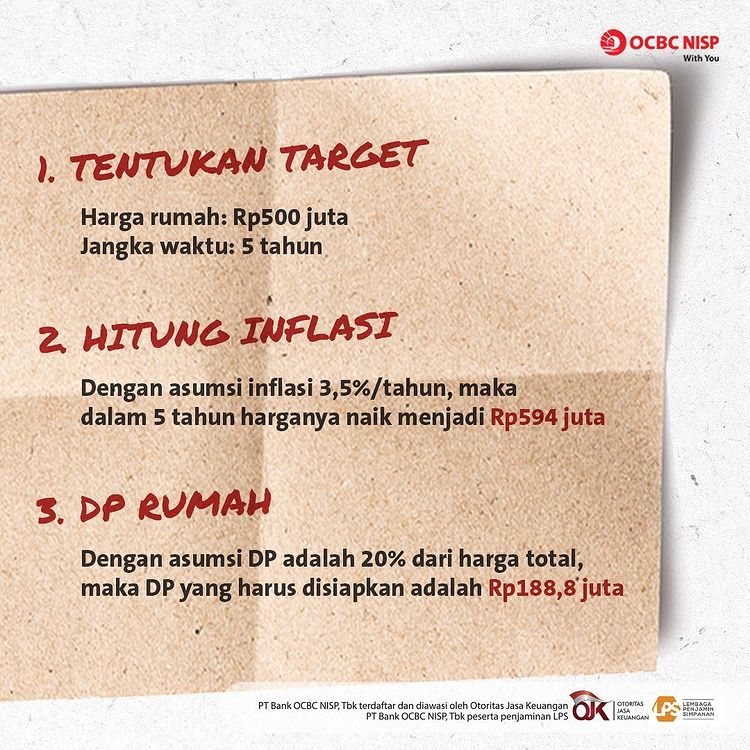 OCBC NISP
With You
1. TENTUKAN TARGET
Harga rumah: Rp500 juta
Jangka waktu: 5 tahun
2. HITUNG INFLASI
Dengan asumsi inflasi 3,5%/tahun, maka
dalam 5 tahun harganya naik menjadi Rp594 juta
3. DP RUMAH
Dengan asumsi DP adalah 20% dari harga total,
maka DP yang harus disiapkan adalah Rp188,8 juta
PT Bank OCBC NISP, Tbk terdaftar dan diawasi oleh Otoritas Jasa Keuangan
PT Bank OCBC NISP, Tbk peserta penjaminan LPS
OJK
OTORITAS
JASA
KEUANGAN
LPS
LEMBAGA
PENJAMIN
SIMPANAN